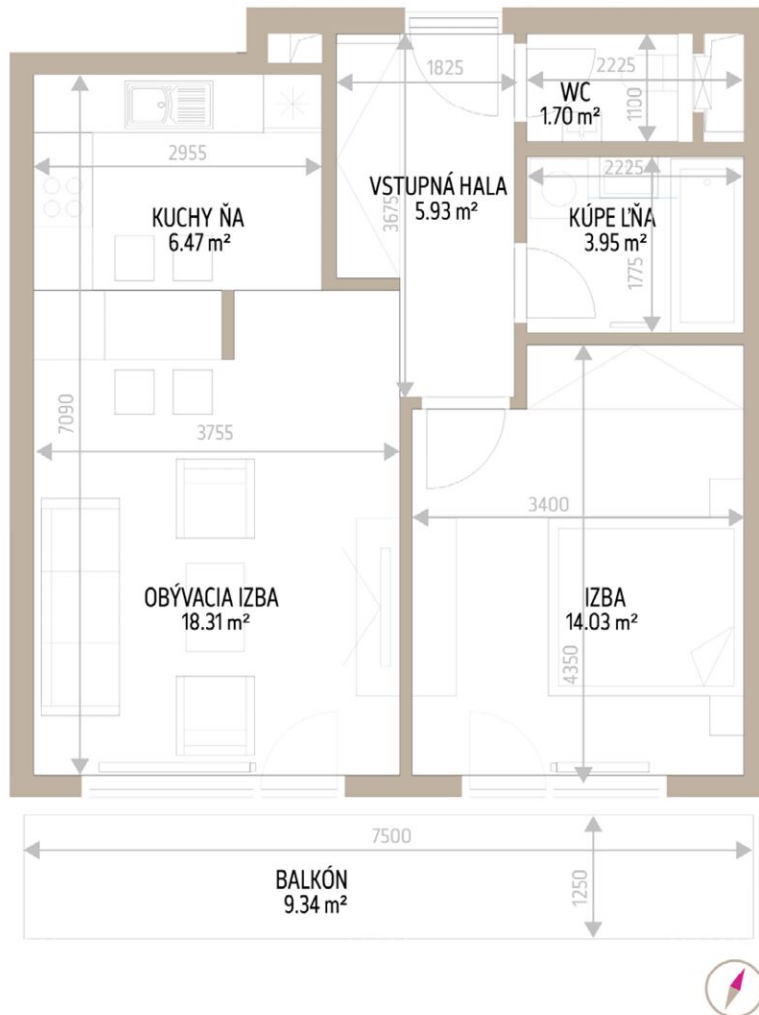 1825
2225
WC
1.70 m²
1100
2955
3675
VSTUPNÁ HALA
5.93 m²
2225
KUCHY ŇA
6.47 m²
KÚPE ĽŇA
3.95 m²
1775
7090
3755
3400
OBÝVACIA IZBA
18.31 m²
IZBA
14.03 m²
4350
7500
BALKÓN
9.34 m²
1250